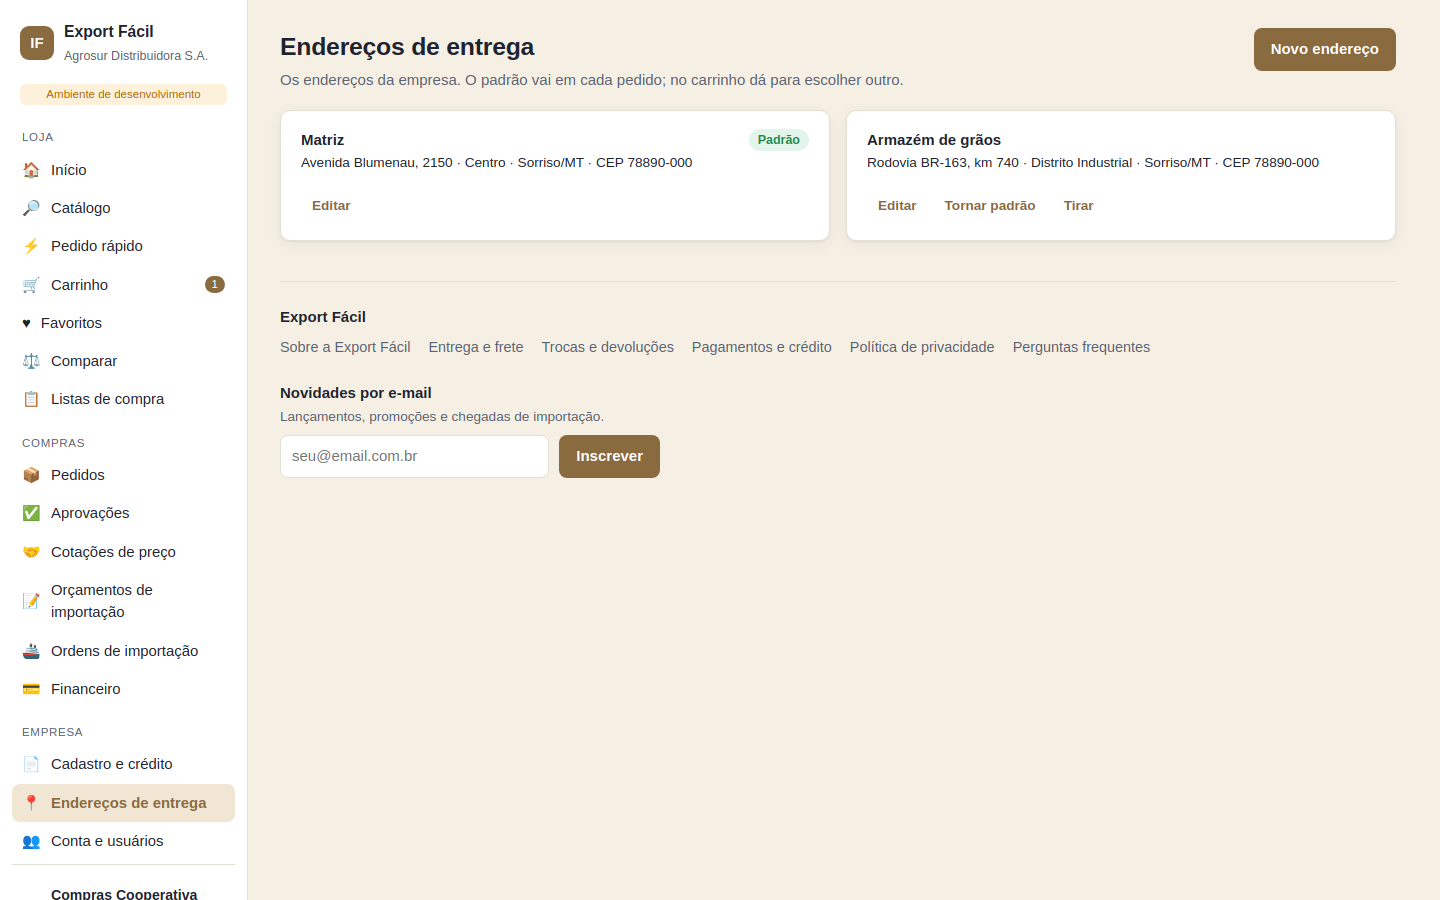 IF
Export Fácil
Agrosur Distribuidora S.A.
Ambiente de desenvolvimento
LOJA
Início
Catálogo
Pedido rápido
Carrinho 1
Favoritos
Comparar
Listas de compra
COMPRAS
Pedidos
Aprovações
Cotações de preço
Orçamentos de
importação
Ordens de importação
Financeiro
EMPRESA
Cadastro e crédito
Endereços de entrega
Conta e usuários
Compras Cooperativa
Endereços de entrega
Novo endereço
Os endereços da empresa. O padrão vai em cada pedido; no carrinho dá para escolher outro.
Matriz Padrão
Avenida Blumenau, 2150 · Centro · Sorriso/MT · CEP 78890-000
Editar
Armazém de grãos
Rodovia BR-163, km 740 · Distrito Industrial · Sorriso/MT · CEP 78890-000
Editar Tornar padrão Tirar
Export Fácil
Sobre a Export Fácil Entrega e frete Trocas e devoluções Pagamentos e crédito Política de privacidade Perguntas frequentes
Novidades por e-mail
Lançamentos, promoções e chegadas de importação.
seu@email.com.br Inscrever